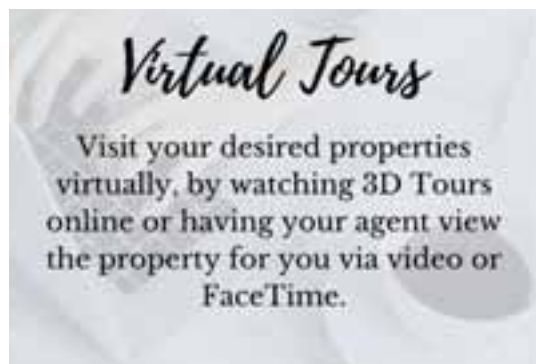 Virtual Tours
Visit your desired properties
virtually, by watching 3D Tours
online or having your agent view
the property for you via video or
FaceTime.